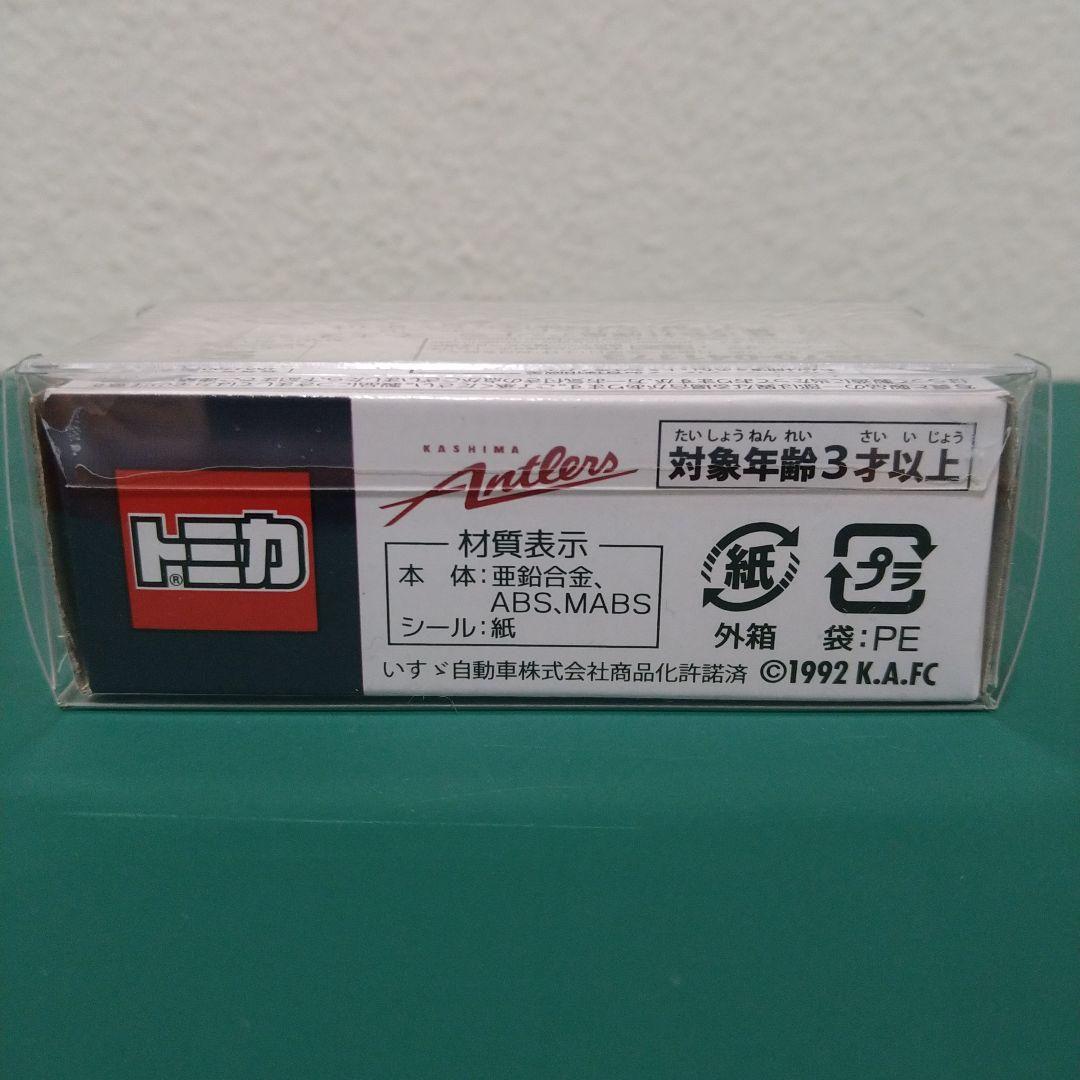 トミカ®
KASHIMA
Antlers
たいしょうねんれい さい いじょう
対象年齢3才以上
材質表示
本 体:亜鉛合金、
ABS、MABS
シール:紙
紙
外箱
プラ
袋:PE
いすゞ自動車株式会社商品化許諾済 ©1992 K.A.FC